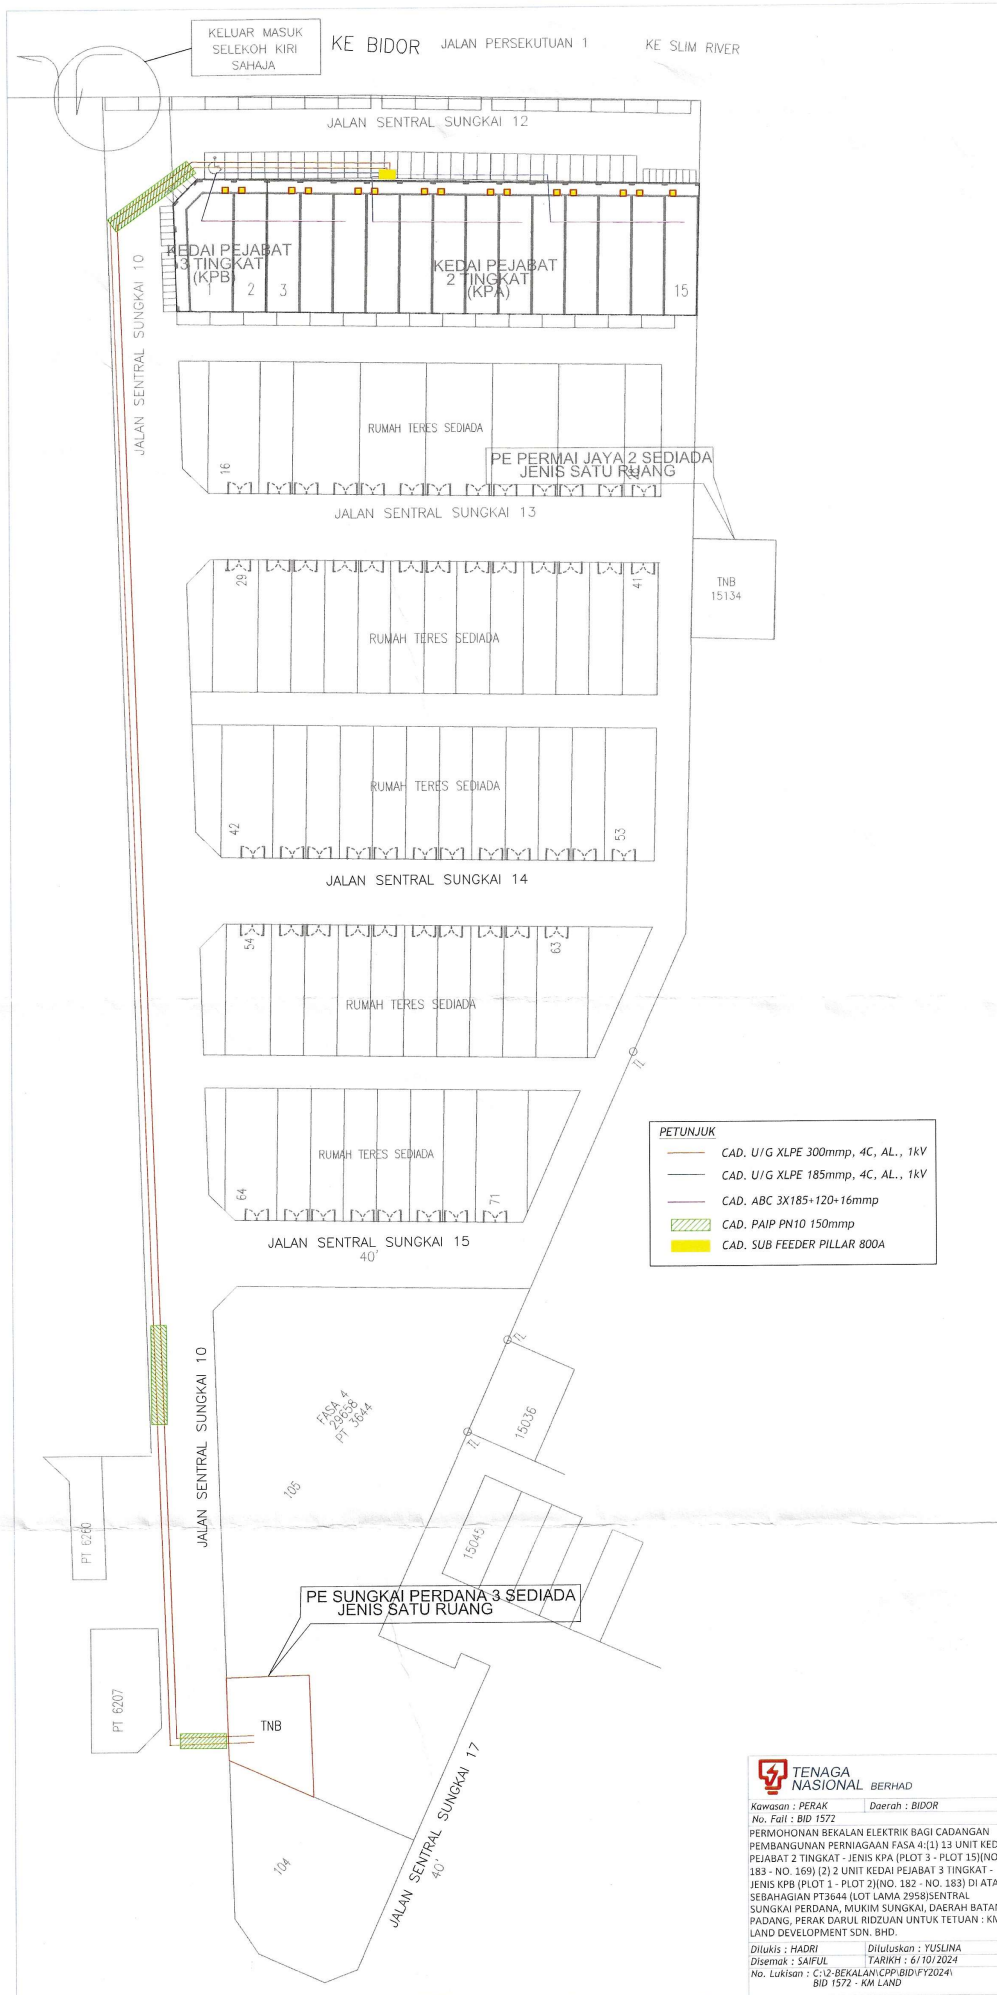 KELUAR MASUK
SELEKOH KIRI
SAHAJA
KE BIDOR
JALAN PERSEKUTUAN 1
KE SLIM RIVER
JALAN SENTRAL SUNGKAI 12
KEDAI PEJABAT
3 TINGKAT
(KPB)
KEDAI PEJABAT
2 TINGKAT
(KPA)
1
2
3
15
JALAN SENTRAL SUNGKAI 10
RUMAH TERES SEDIADA
16
PE PERMAI JAYA 2 SEDIADA
JENIS SATU RUANG
JALAN SENTRAL SUNGKAI 13
TNB
15134
29
41
RUMAH TERES SEDIADA
RUMAH TERES SEDIADA
42
53
JALAN SENTRAL SUNGKAI 14
54
63
RUMAH TERES SEDIADA
TL
RUMAH TERES SEDIADA
64
71
JALAN SENTRAL SUNGKAI 15
40'
PETUNJUK
CAD. U/G XLPE 300mmp, 4C, AL., 1kV
CAD. U/G XLPE 185mmp, 4C, AL., 1kV
CAD. ABC 3X185+120+16mmp
CAD. PAIP PN10 150mmp
CAD. SUB FEEDER PILLAR 800A
TL
JALAN SENTRAL SUNGKAI 10
FASA 4
29658
PT 3644
15036
TL
105
15045
PT 6260
PE SUNGKAI PERDANA 3 SEDIADA
JENIS SATU RUANG
PT 6207
TNB
JALAN SENTRAL SUNGKAI 17
40'
104
TENAGA
NASIONAL BERHAD
Kawasan : PERAK Daerah : BIDOR
No. Fail : BID 1572
PERMOHONAN BEKALAN ELEKTRIK BAGI CADANGAN
PEMBANGUNAN PERNIAGAAN FASA 4:(1) 13 UNIT KED
PEJABAT 2 TINGKAT - JENIS KPA (PLOT 3 - PLOT 15)(NO
183 - NO. 169) (2) 2 UNIT KEDAI PEJABAT 3 TINGKAT -
JENIS KPB (PLOT 1 - PLOT 2)(NO. 182 - NO. 183) DI ATA
SEBAHAGIAN PT3644 (LOT LAMA 2958)SENTRAL
SUNGKAI PERDANA, MUKIM SUNGKAI, DAERAH BATAN
PADANG, PERAK DARUL RIDZUAN UNTUK TETUAN : KM
LAND DEVELOPMENT SDN. BHD.
Dilukis : HADRI Diluluskan : YUSLINA
Disemak : SAIFUL TARIKH : 6/10/2024
No. Lukisan : C:\2-BEKALAN\CPP\BID\FY2024\
BID 1572 - KM LAND